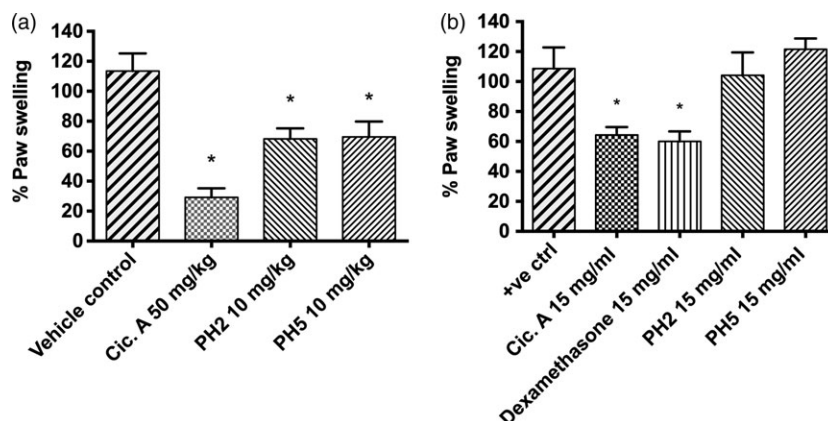 (a)
% Paw swelling
140
120
100
80
60
40
20
0
*
*
*
Vehicle control
Cic. A 50 mg/kg
PH2 10 mg/kg
PH5 10 mg/kg
(b)
% Paw swelling
140
120
100
80
60
40
20
0
*
*
+ve ctrl
Cic. A 15 mg/ml
Dexamethasone 15 mg/ml
PH2 15 mg/ml
PH5 15 mg/ml